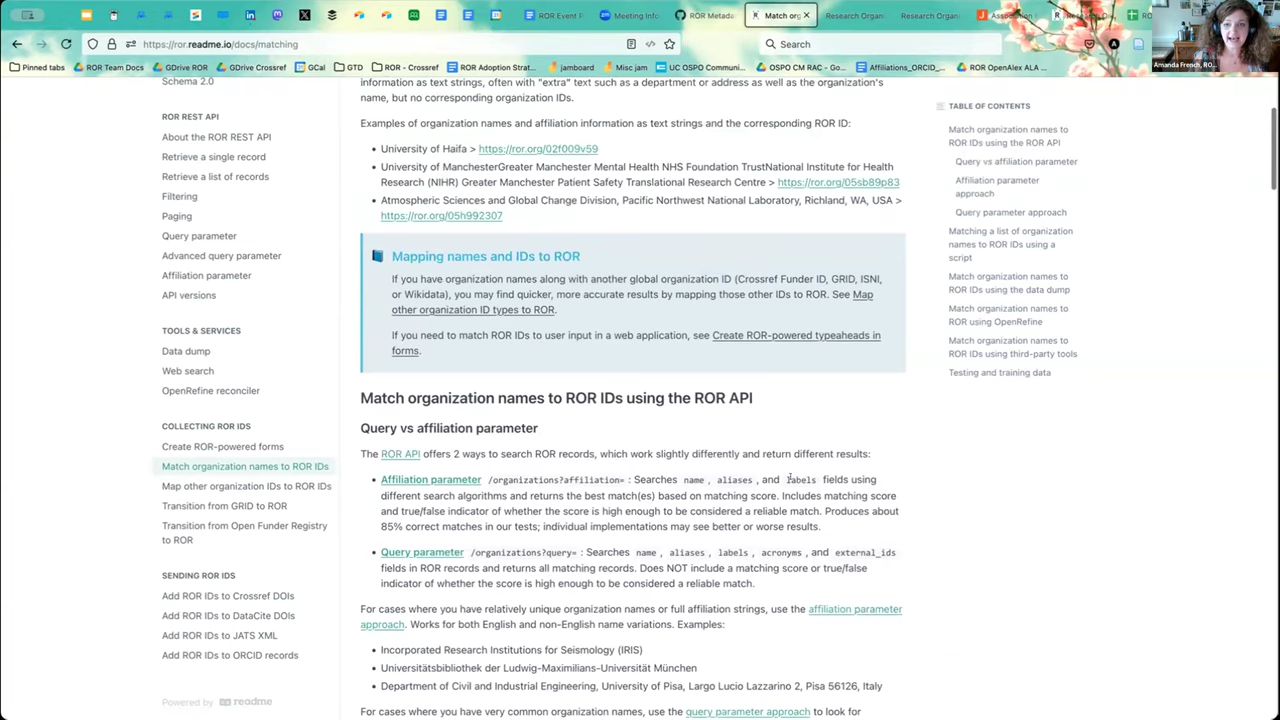 ROR Event P
Meeting Info
ROR Metada
Match org
Research Organ
Research Organ
Association
RO
https://ror.readme.io/docs/matching
Search
Amanda French, RO...
Pinned tabs
ROR Team Docs
GDrive ROR
GDrive Crossref
GCal
GTD
ROR - Crossref
ROR Adoption Strat...
jamboard
Misc jam
UC OSPO Commu...
OSPO CM RAC - Go...
Affiliations_ORCID_...
ROR OpenAlex ALA ...
Schema 2.0
ROR REST API
About the ROR REST API
Retrieve a single record
Retrieve a list of records
Filtering
Paging
Query parameter
Advanced query parameter
Affiliation parameter
API versions
TOOLS & SERVICES
Data dump
Web search
OpenRefine reconciler
COLLECTING ROR IDS
Create ROR-powered forms
Match organization names to ROR IDs
Map other organization IDs to ROR IDs
Transition from GRID to ROR
Transition from Open Funder Registry
to ROR
SENDING ROR IDS
Add ROR IDs to Crossref DOIs
Add ROR IDs to DataCite DOIs
Add ROR IDs to JATS XML
Add ROR IDs to ORCID records
Powered by readme
information as text strings, often with "extra" text such as a department or address as well as the organization's
name, but no corresponding organization IDs.
Examples of organization names and affiliation information as text strings and the corresponding ROR ID:
• University of Haifa > https://ror.org/02f009v59
• University of ManchesterGreater Manchester Mental Health NHS Foundation TrustNational Institute for Health
Research (NIHR) Greater Manchester Patient Safety Translational Research Centre > https://ror.org/05sb89p83
• Atmospheric Sciences and Global Change Division, Pacific Northwest National Laboratory, Richland, WA, USA >
https://ror.org/05h992307
Mapping names and IDs to ROR
If you have organization names along with another global organization ID (Crossref Funder ID, GRID, ISNI,
or Wikidata), you may find quicker, more accurate results by mapping those other IDs to ROR. See Map
other organization ID types to ROR.
If you need to match ROR IDs to user input in a web application, see Create ROR-powered typeaheads in
forms.
Match organization names to ROR IDs using the ROR API
Query vs affiliation parameter
The ROR API offers 2 ways to search ROR records, which work slightly differently and return different results:
• Affiliation parameter /organizations?affiliation= : Searches name , aliases , and labels fields using
different search algorithms and returns the best match(es) based on matching score. Includes matching score
and true/false indicator of whether the score is high enough to be considered a reliable match. Produces about
85% correct matches in our tests; individual implementations may see better or worse results.
• Query parameter /organizations?query= : Searches name , aliases , labels , acronyms , and external_ids
fields in ROR records and returns all matching records. Does NOT include a matching score or true/false
indicator of whether the score is high enough to be considered a reliable match.
For cases where you have relatively unique organization names or full affiliation strings, use the affiliation parameter
approach. Works for both English and non-English name variations. Examples:
• Incorporated Research Institutions for Seismology (IRIS)
• Universitätsbibliothek der Ludwig-Maximilians-Universität München
• Department of Civil and Industrial Engineering, University of Pisa, Largo Lucio Lazzarino 2, Pisa 56126, Italy
For cases where you have very common organization names, use the query parameter approach to look for
TABLE OF CONTENTS
Match organization names to
ROR IDs using the ROR API
Query vs affiliation parameter
Affiliation parameter
approach
Query parameter approach
Matching a list of organization
names to ROR IDs using a
script
Match organization names to
ROR IDs using the data dump
Match organization names to
ROR using OpenRefine
Match organization names to
ROR IDs using third-party tools
Testing and training data